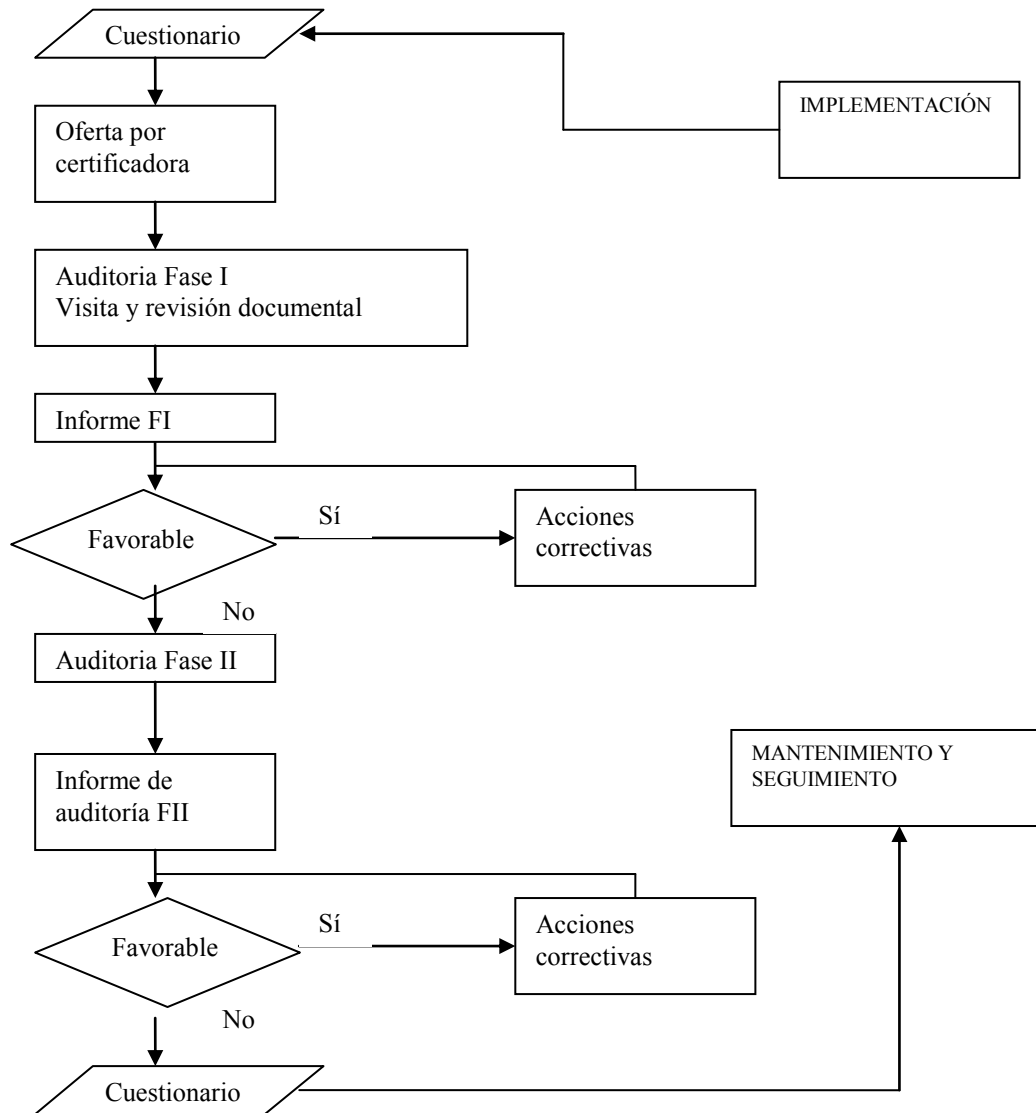 Cuestionario
IMPLEMENTACIÓN
Oferta por
certificadora
Auditoria Fase I
Visita y revisión documental
Informe FI
Favorable
Sí
Acciones
correctivas
No
Auditoria Fase II
Informe de
auditoría FII
MANTENIMIENTO Y
SEGUIMIENTO
Favorable
Sí
Acciones
correctivas
No
Cuestionario